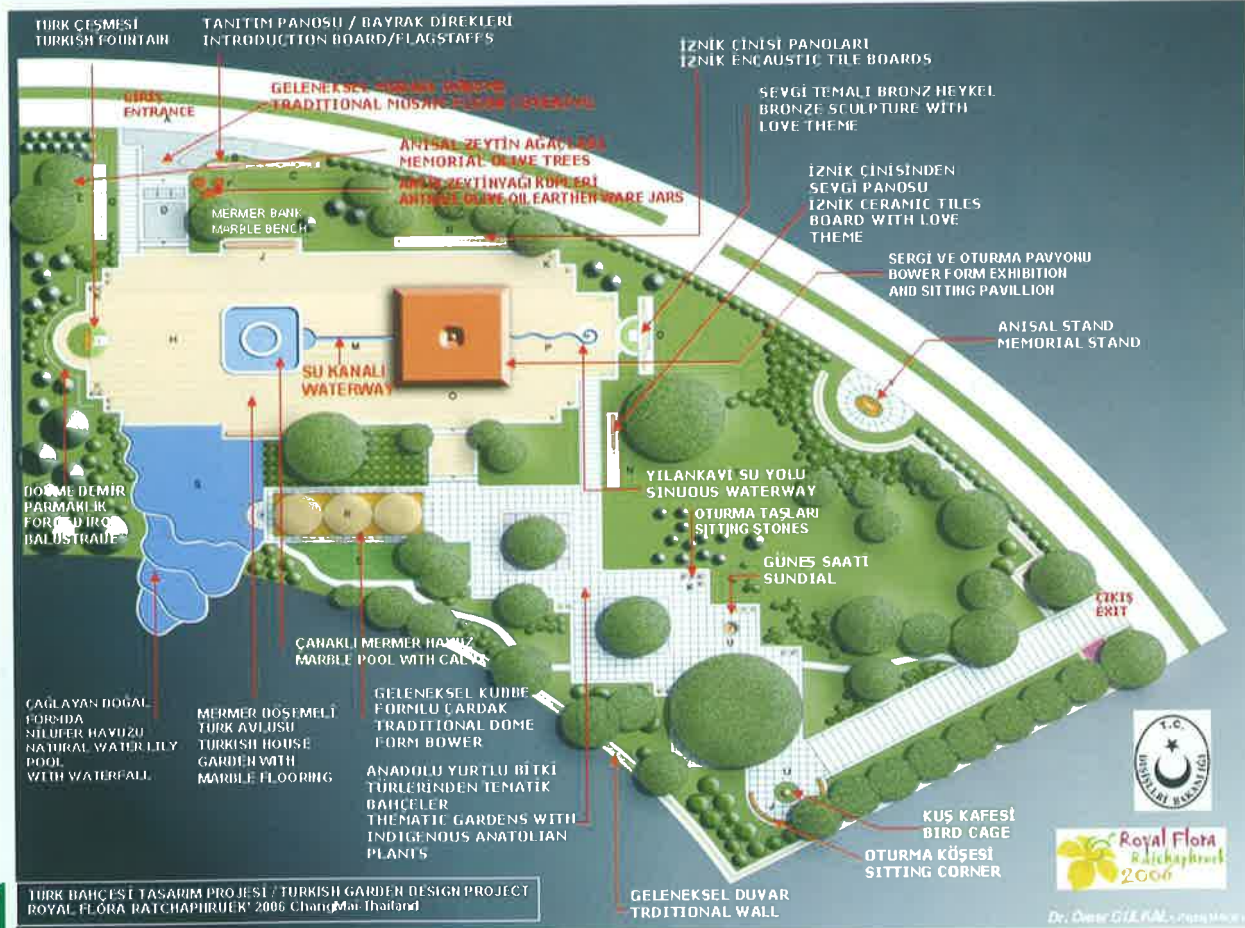 TÜRK ÇEŞMESİ
TURKISH FOUNTAIN
TANITIM PANOSU / BAYRAK DİREKLERİ
INTRODUCTION BOARD/FLAGSTAFFS
İZNİK ÇİNİSİ PANOLARI
İZNİK ENCAUSTIC TILE BOARDS
SEVGİ TEMALI BRONZ HEYKEL
BRONZE SCULPTURE WITH
LOVE THEME
GİRİŞ
ENTRANCE
GELENEKSEL
TRADITIONAL
ANISAL ZEYTİN AĞAÇLARI
MEMORIAL OLIVE TREES
ANTİK ZEYTİNYAĞI KÜPLERİ
ANTIQUE OLIVE OIL EARTHEN WARE JARS
MERMER BANK
MARBLE BENCH
İZNİK ÇİNİSİNDEN
SEVGİ PANOSU
İZNİK CERAMIC TILES
BOARD WITH LOVE
THEME
SERGİ VE OTURMA PAVYONU
BOWER FORM EXHIBITION
AND SITTING PAVILLION
ANISAL STAND
MEMORIAL STAND
SU KANALI
WATERWAY
YILANKAVİ SU YOLU
SINUOUS WATERWAY
OTURMA TAŞLARI
SITTING STONES
GÜNEŞ SAATİ
SUNDIAL
ÇIKIŞ
EXIT
DÖVME DEMİR
PARMAKLIK
FORGED IRON
BALUSTRADE
ÇANAKLI MERMER HAVUZ
MARBLE POOL WITH
ÇAĞLAYAN DOĞAL
FORMDA
NİLÜFER HAVUZU
NATURAL WATER LILY
POOL
WITH WATERFALL
MERMER DÖŞEMELİ
TÜRK AVLUSU
TURKISH HOUSE
GARDEN WITH
MARBLE FLOORING
GELENEKSEL KUBBE
FORMLU ÇARDAK
TRADITIONAL DOME
FORM BOWER
ANADOLU YURTLU BİTKİ
TÜRLERİNDEN TEMATİK
BAHÇELER
THEMATIC GARDENS WITH
INDIGENOUS ANATOLIAN
PLANTS
KUŞ KAFESİ
BIRD CAGE
OTURMA KÖŞESİ
SITTING CORNER
GELENEKSEL DUVAR
TRDITIONAL WALL
T.C.
DIŞİŞLERİ BAKANLIĞI
Royal Flora
Ratchaphruek
2006
TÜRK BAHÇESİ TASARIM PROJESİ / TURKISH GARDEN DESIGN PROJECT
ROYAL FLORA RATCHAPHRUEK' 2006 ChangMai-Thailand